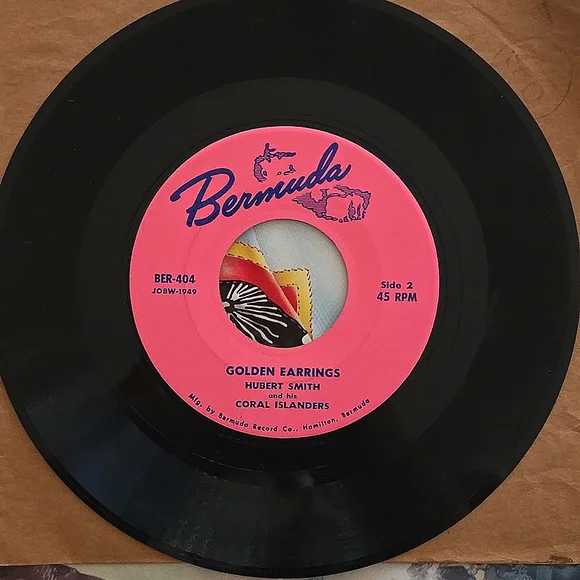 Bermuda
BER-404
JO8W-1949
Side 2
45 RPM
GOLDEN EARRINGS
HUBERT SMITH
and his
CORAL ISLANDERS
Mfg. by Bermuda Record Co., Hamilton, Bermuda